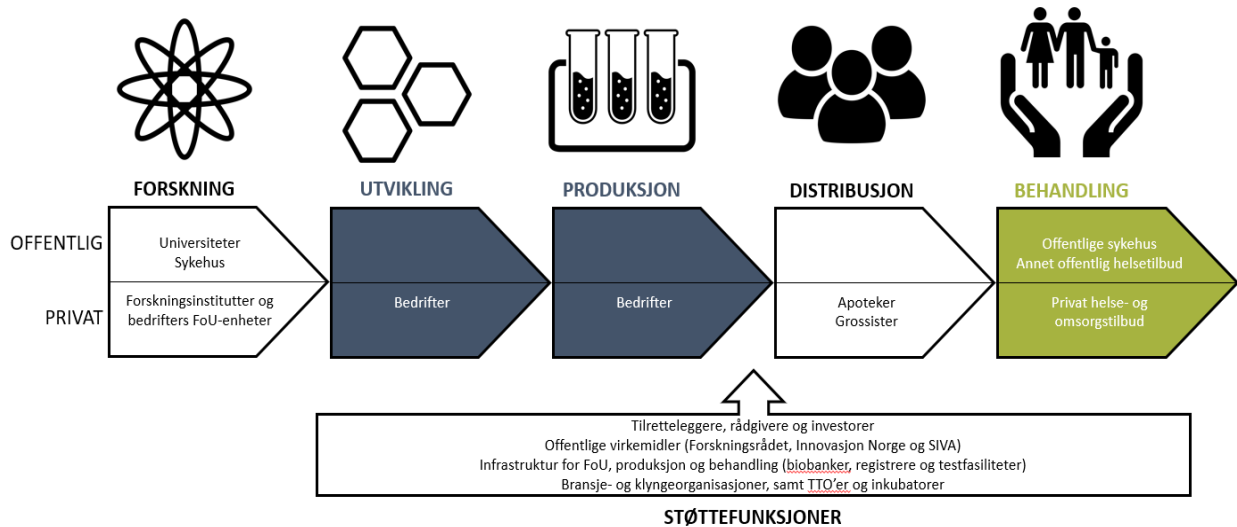 FORSKNING
UTVIKLING
PRODUKSJON
DISTRIBUSJON
BEHANDLING
OFFENTLIG
Universiteter
Sykehus
Offentlige sykehus
Annet offentlig helsetilbud
PRIVAT
Forskningsinstitutter og
bedrifters FoU-enheter
Bedrifter
Bedrifter
Apoteker
Grossister
Privat helse- og
omsorgstilbud
Tilretteleggere, rådgivere og investorer
Offentlige virkemidler (Forskningsrådet, Innovasjon Norge og SIVA)
Infrastruktur for FoU, produksjon og behandling (biobanker, registrere og testfasiliteter)
Bransje- og klyngeorganisasjoner, samt TTO'er og inkubatorer
STØTTEFUNKSJONER